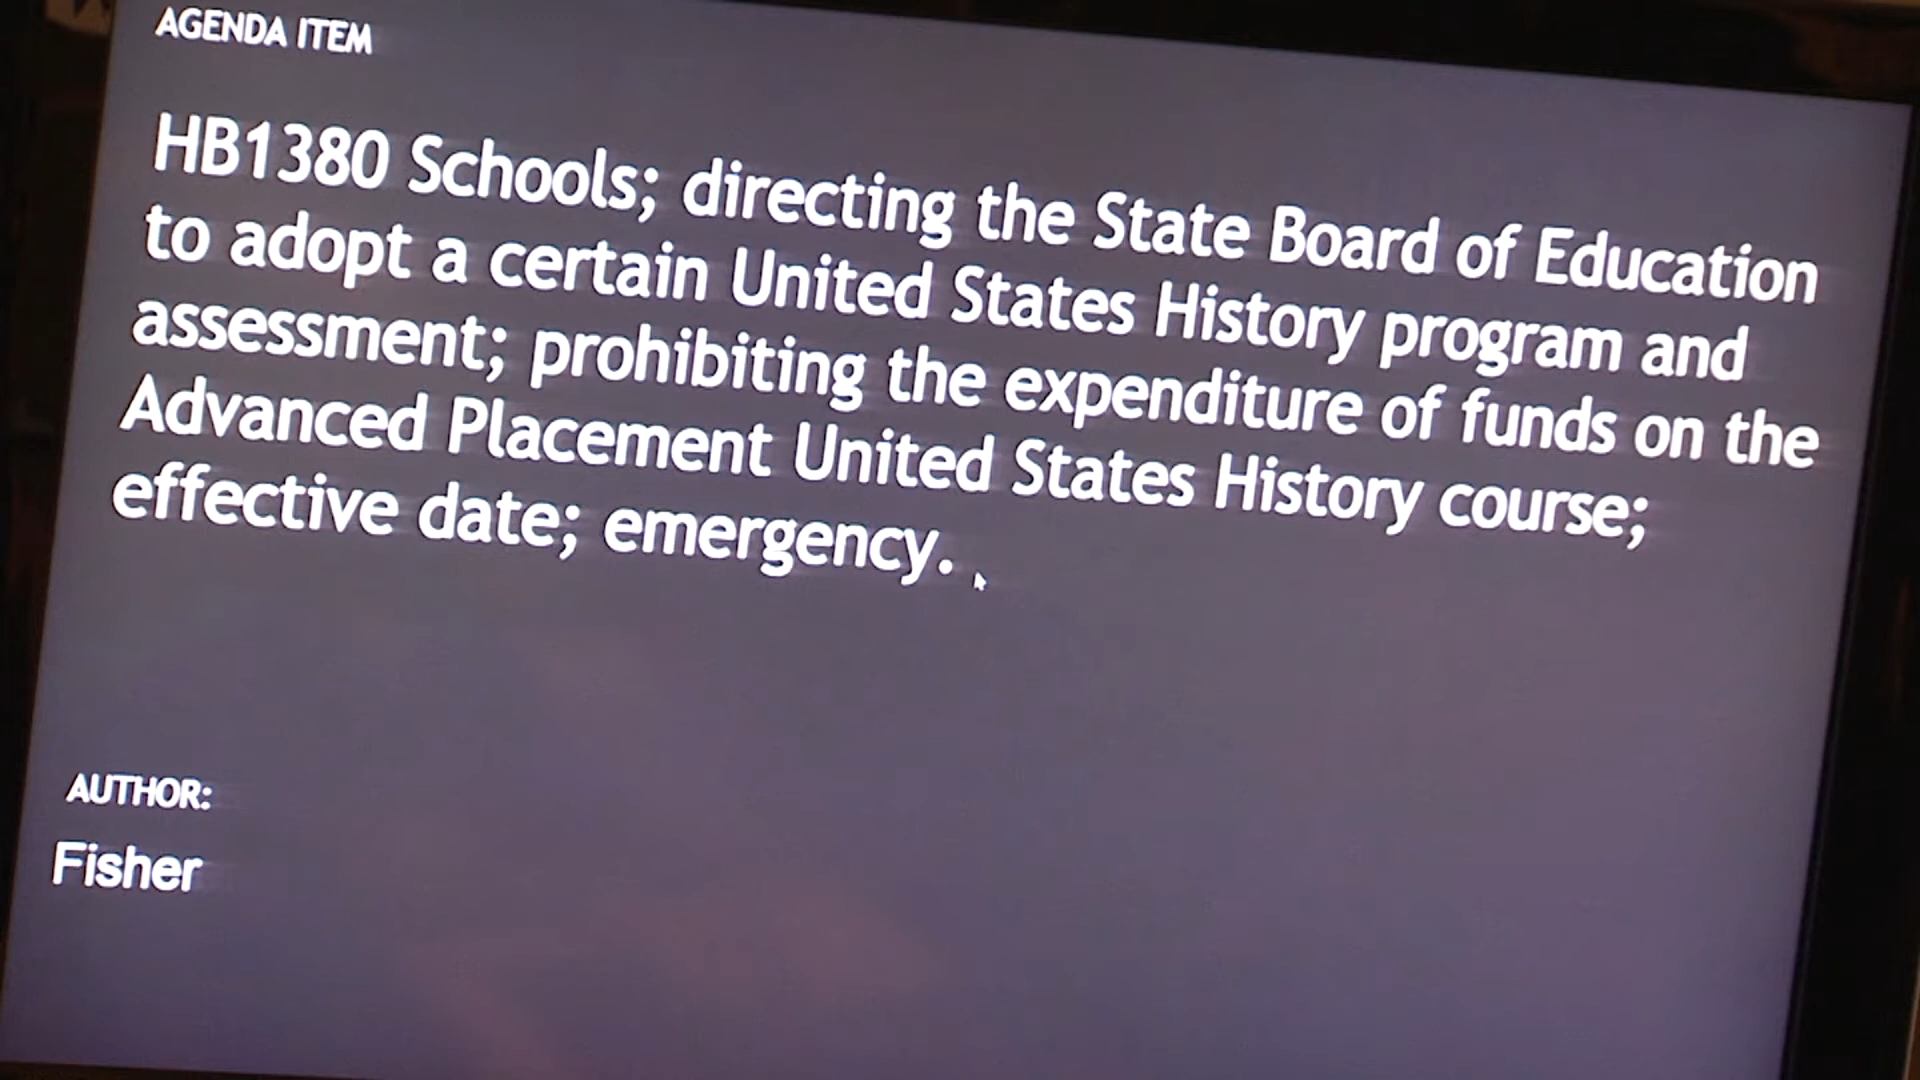 AGENDA ITEM
HB1380 Schools; directing the State Board of Education
to adopt a certain United States History program and
assessment; prohibiting the expenditure of funds on the
Advanced Placement United States History course;
effective date; emergency.
AUTHOR:
Fisher